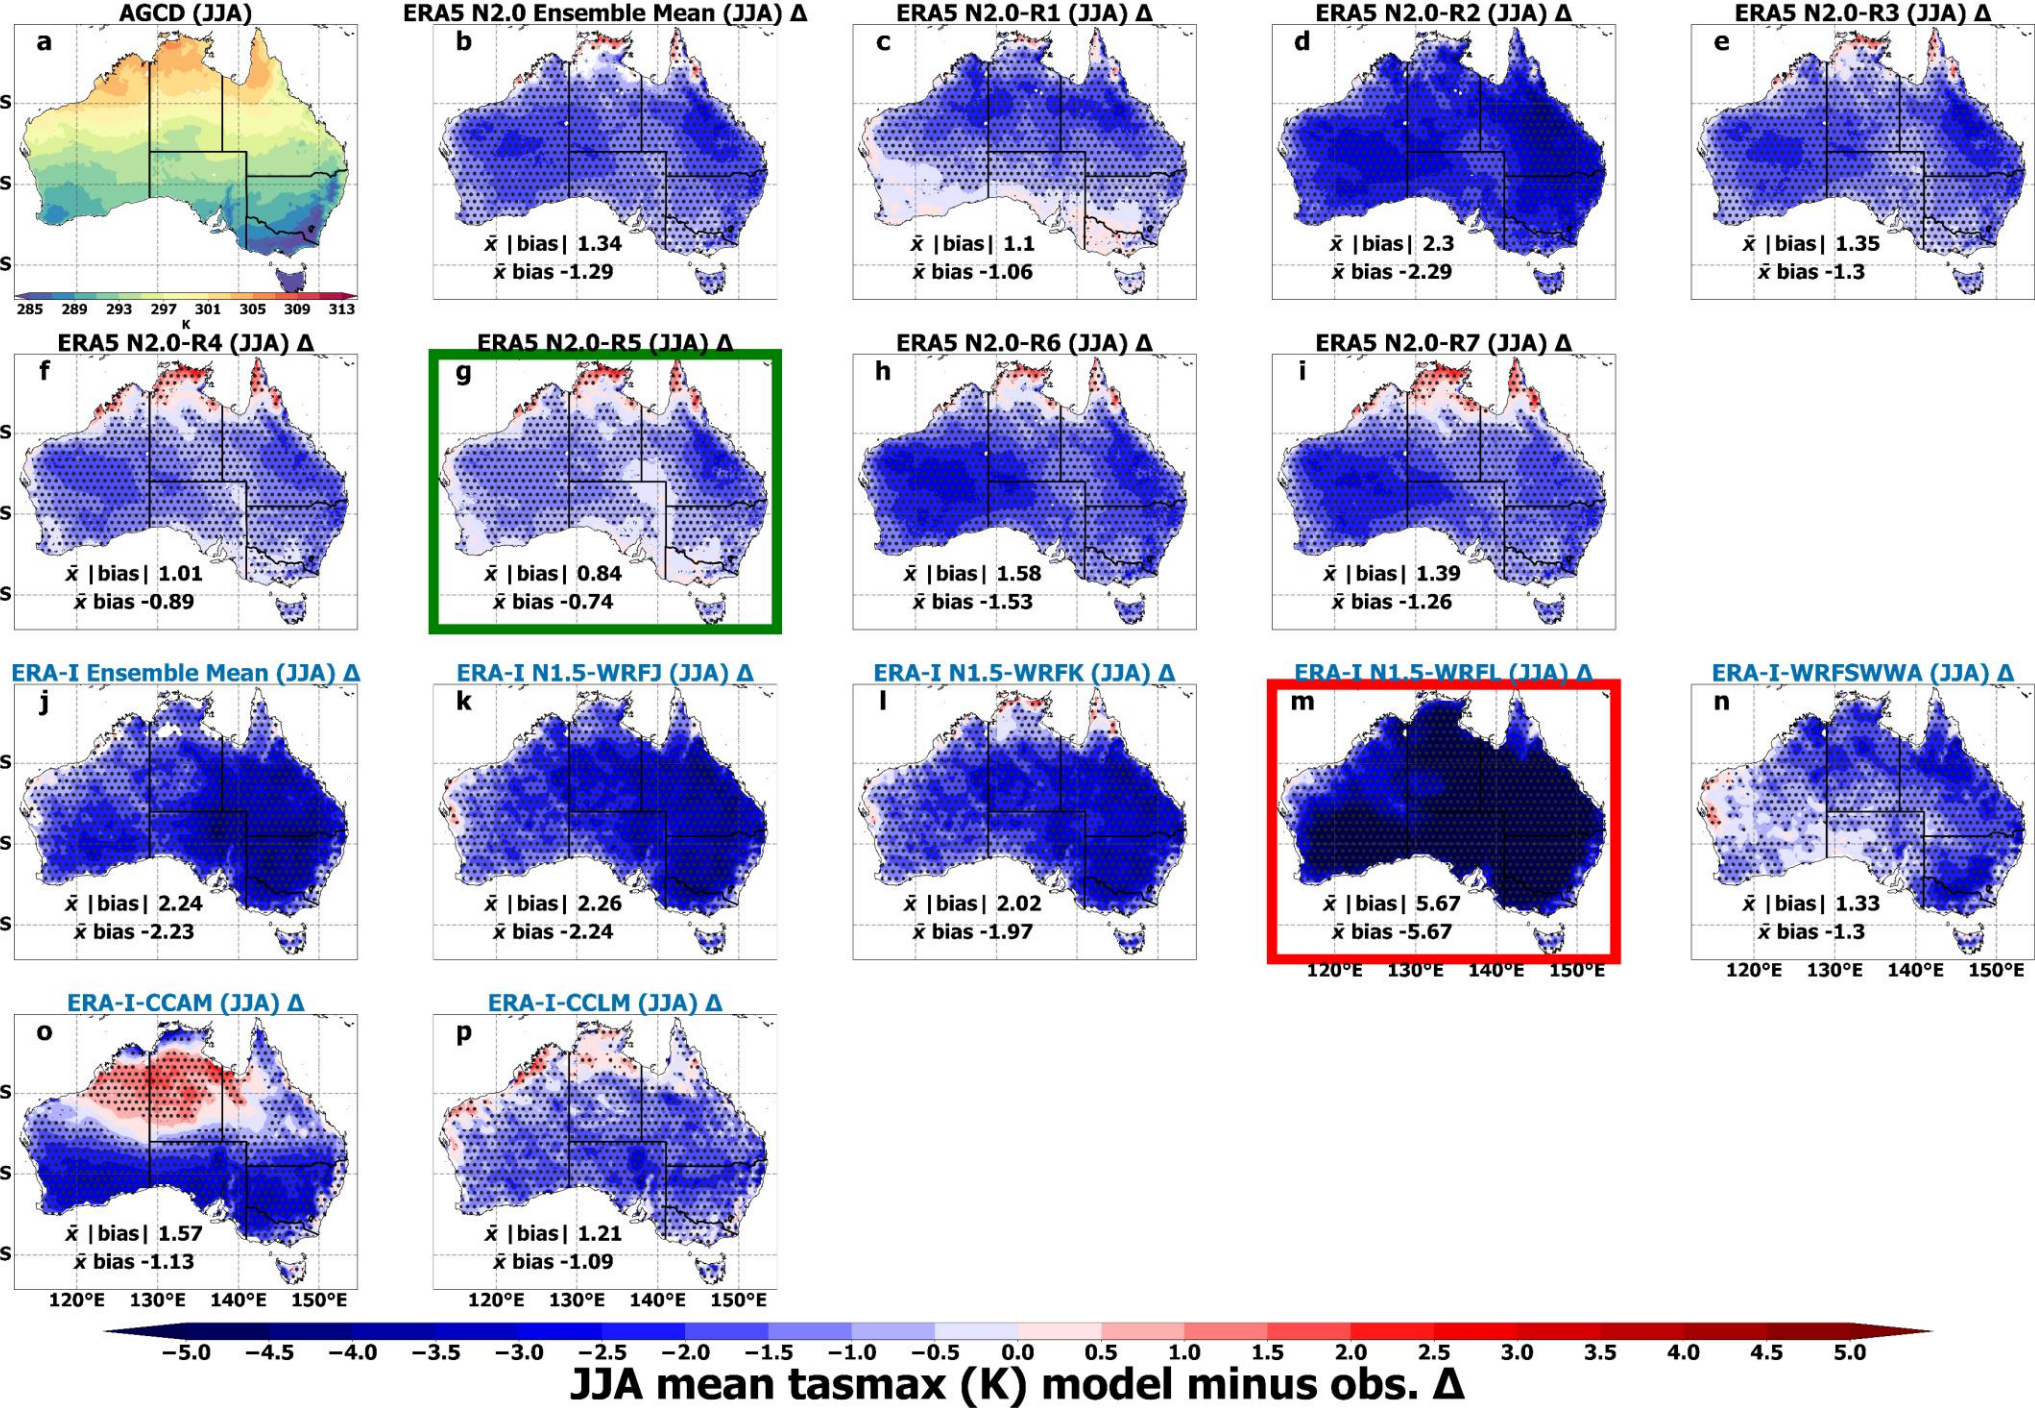 AGCD (JJA)
ERA5 N2.0 Ensemble Mean (JJA) Δ
ERA5 N2.0-R1 (JJA) Δ
ERA5 N2.0-R2 (JJA) Δ
ERA5 N2.0-R3 (JJA) Δ
a
b
c
d
e
S
S
S
x̄ |bias| 1.34
x̄ bias -1.29
x̄ |bias| 1.1
x̄ bias -1.06
x̄ |bias| 2.3
x̄ bias -2.29
x̄ |bias| 1.35
x̄ bias -1.3
285 289 293 297 301 305 309 313
K
ERA5 N2.0-R4 (JJA) Δ
ERA5 N2.0-R5 (JJA) Δ
ERA5 N2.0-R6 (JJA) Δ
ERA5 N2.0-R7 (JJA) Δ
f
g
h
i
S
S
S
x̄ |bias| 1.01
x̄ bias -0.89
x̄ |bias| 0.84
x̄ bias -0.74
x̄ |bias| 1.58
x̄ bias -1.53
x̄ |bias| 1.39
x̄ bias -1.26
ERA-I Ensemble Mean (JJA) Δ
ERA-I N1.5-WRFJ (JJA) Δ
ERA-I N1.5-WRFK (JJA) Δ
ERA-I N1.5-WRFL (JJA) Δ
ERA-I-WRFSWWA (JJA) Δ
j
k
l
m
n
S
S
S
x̄ |bias| 2.24
x̄ bias -2.23
x̄ |bias| 2.26
x̄ bias -2.24
x̄ |bias| 2.02
x̄ bias -1.97
x̄ |bias| 5.67
x̄ bias -5.67
x̄ |bias| 1.33
x̄ bias -1.3
120°E 130°E 140°E 150°E
120°E 130°E 140°E 150°E
ERA-I-CCAM (JJA) Δ
ERA-I-CCLM (JJA) Δ
o
p
S
S
S
x̄ |bias| 1.57
x̄ bias -1.13
x̄ |bias| 1.21
x̄ bias -1.09
120°E 130°E 140°E 150°E
120°E 130°E 140°E 150°E
−5.0 −4.5 −4.0 −3.5 −3.0 −2.5 −2.0 −1.5 −1.0 −0.5 0.0 0.5 1.0 1.5 2.0 2.5 3.0 3.5 4.0 4.5 5.0
JJA mean tasmax (K) model minus obs. Δ